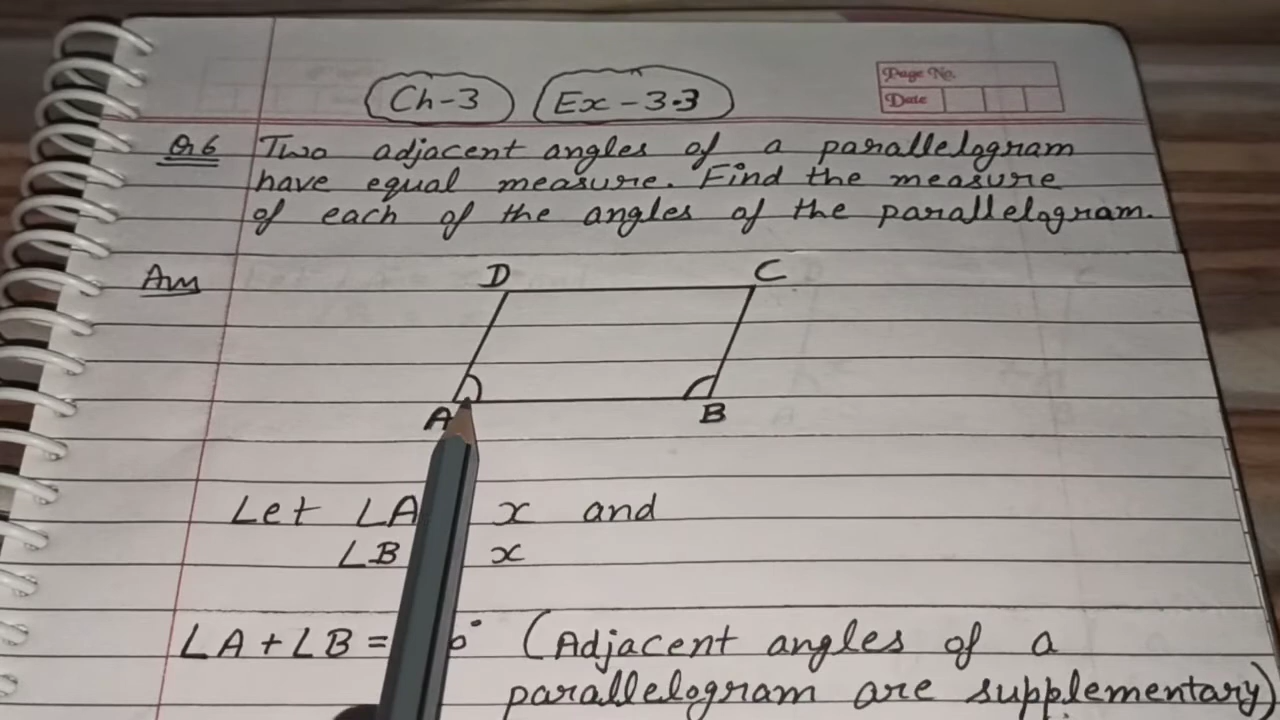 Page No.
Date
Ch-3 Ex-3.3
Q6 Two adjacent angles of a parallelogram
have equal measure. Find the measure
of each of the angles of the parallelogram.
Ans
D C
A B
Let ∠A x and
∠B x
∠A+∠B= 0° (Adjacent angles of a
parallelogram are supplementary)